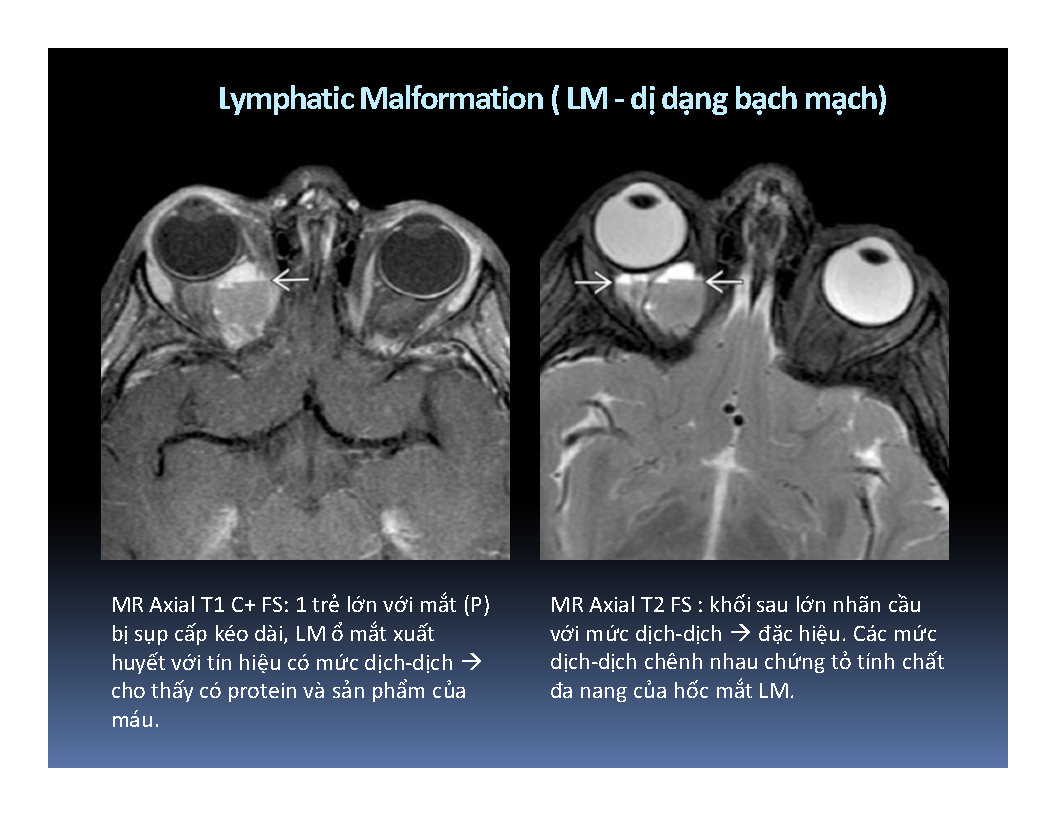 Lymphatic Malformation ( LM - dị dạng bạch mạch)
MR Axial T1 C+ FS: 1 trẻ lớn với mắt (P)
bị sụp cấp kéo dài, LM ổ mắt xuất
huyết với tín hiệu có mức dịch-dịch →
cho thấy có protein và sản phẩm của
máu.
MR Axial T2 FS : khối sau lớn nhãn cầu
với mức dịch-dịch → đặc hiệu. Các mức
dịch-dịch chênh nhau chứng tỏ tính chất
đa nang của hốc mắt LM.